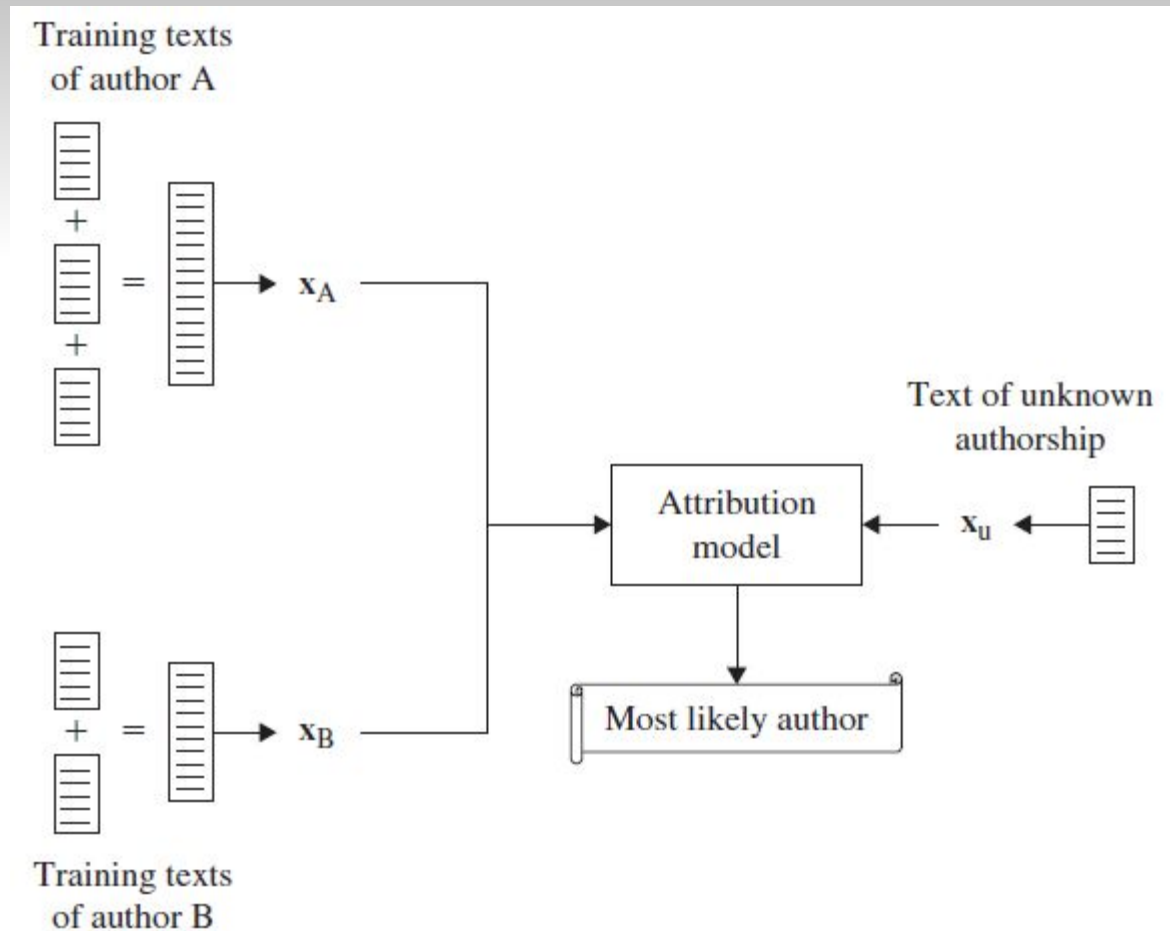 Training texts
of author A
+
=
x_A
+
Text of unknown
authorship
Attribution
model
x_u
Most likely author
+
=
x_B
Training texts
of author B